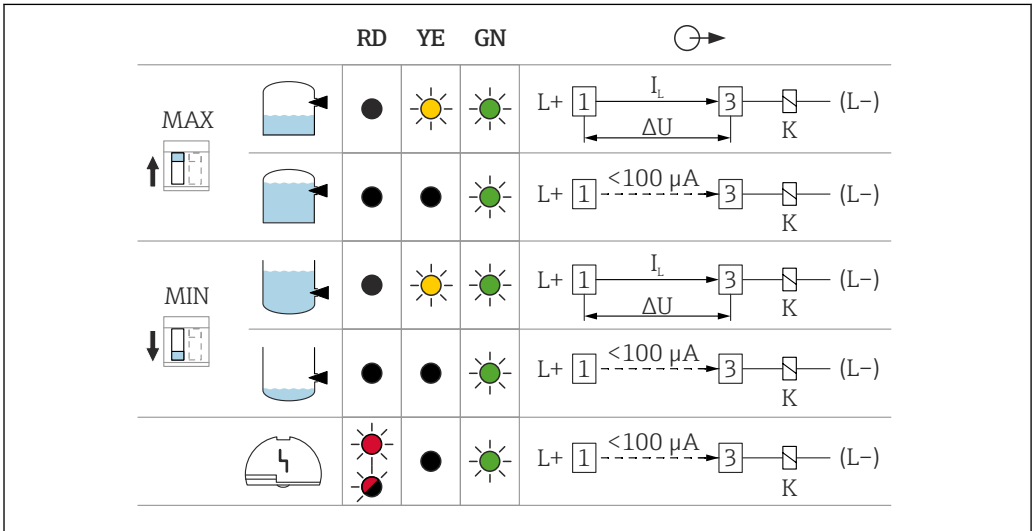 RD YE GN
MAX
L+ 1 I_L 3 (L-)
ΔU K
L+ 1 <100 µA 3 (L-)
K
MIN
L+ 1 I_L 3 (L-)
ΔU K
L+ 1 <100 µA 3 (L-)
K
L+ 1 <100 µA 3 (L-)
K